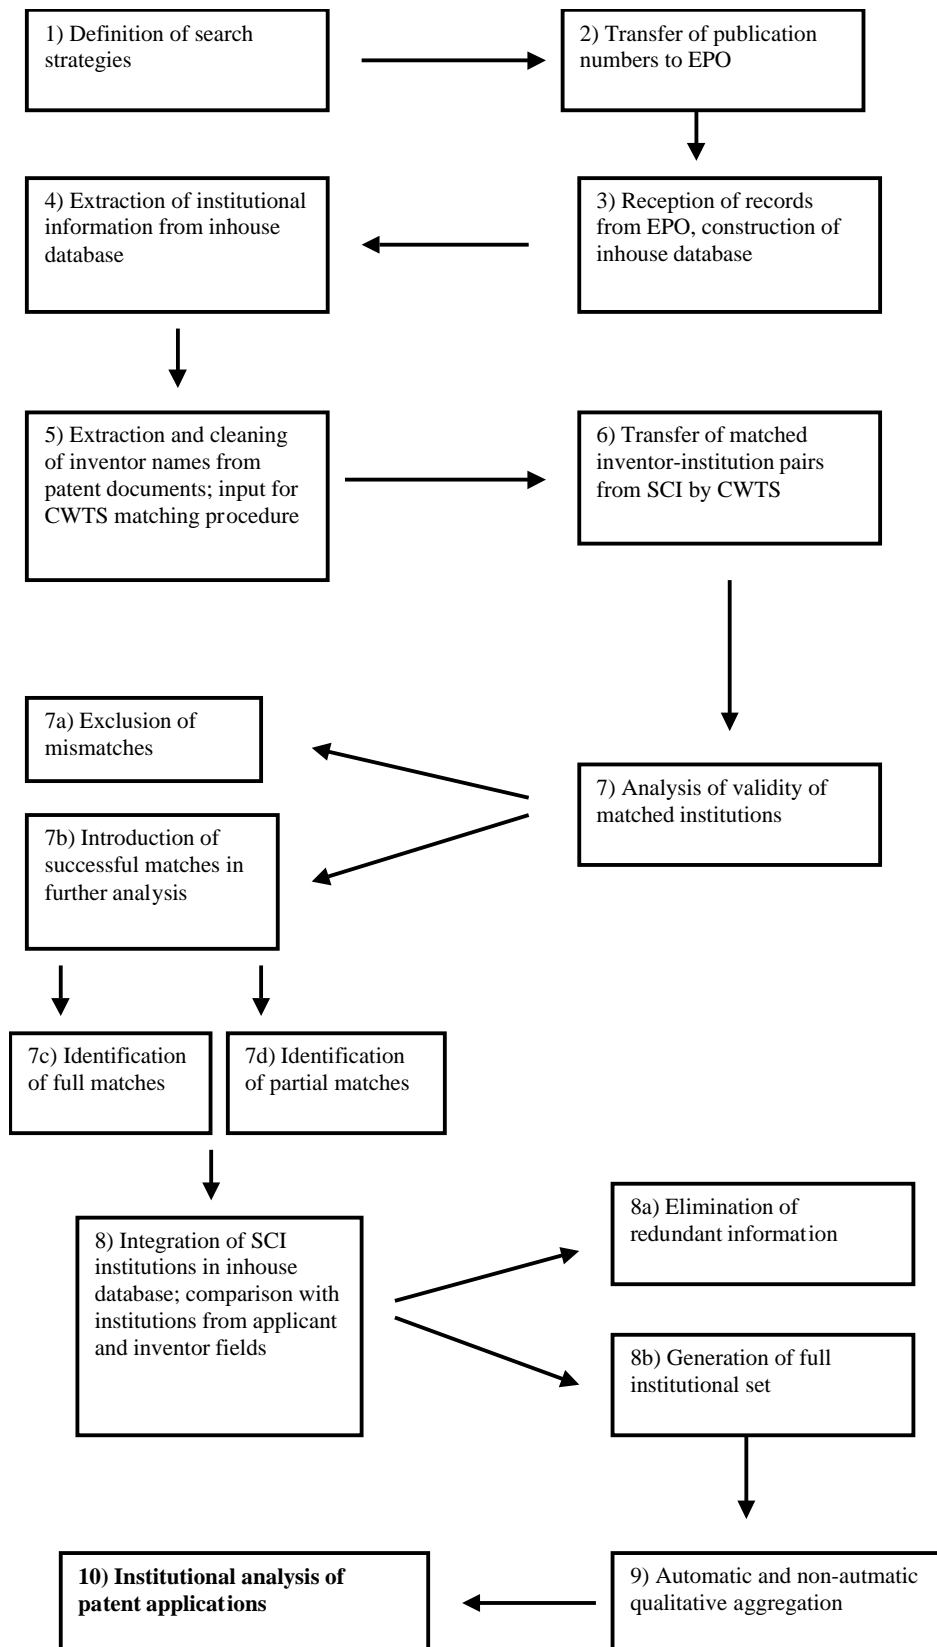 1) Definition of search
strategies
2) Transfer of publication
numbers to EPO
3) Reception of records
from EPO, construction of
inhouse database
4) Extraction of institutional
information from inhouse
database
5) Extraction and cleaning
of inventor names from
patent documents; input for
CWTS matching procedure
6) Transfer of matched
inventor-institution pairs
from SCI by CWTS
7) Analysis of validity of
matched institutions
7a) Exclusion of
mismatches
7b) Introduction of
successful matches in
further analysis
7c) Identification
of full matches
7d) Identification
of partial matches
8) Integration of SCI
institutions in inhouse
database; comparison with
institutions from applicant
and inventor fields
8a) Elimination of
redundant information
8b) Generation of full
institutional set
9) Automatic and non-autmatic
qualitative aggregation
10) Institutional analysis of
patent applications